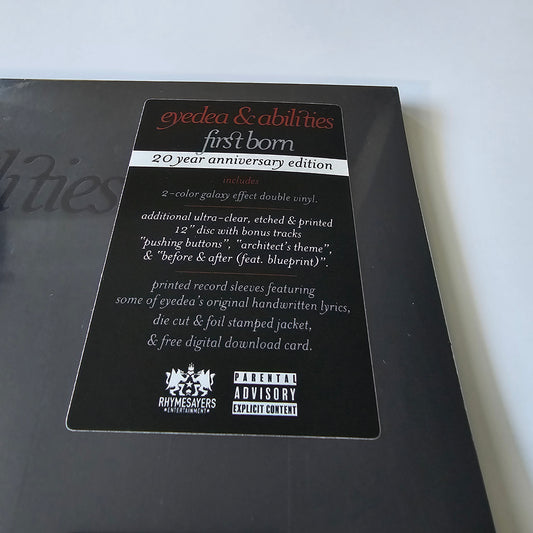 lities
eyedea & abilities
first born
20 year anniversary edition
includes
2-color galaxy effect double vinyl.
additional ultra-clear, etched & printed
12" disc with bonus tracks
"pushing buttons", "architect's theme",
& "before & after (feat. blueprint)".
printed record sleeves featuring
some of eyedea's original handwritten lyrics,
die cut & foil stamped jacket,
& free digital download card.
RHYMESAYERS
ENTERTAINMENT
PARENTAL
ADVISORY
EXPLICIT CONTENT